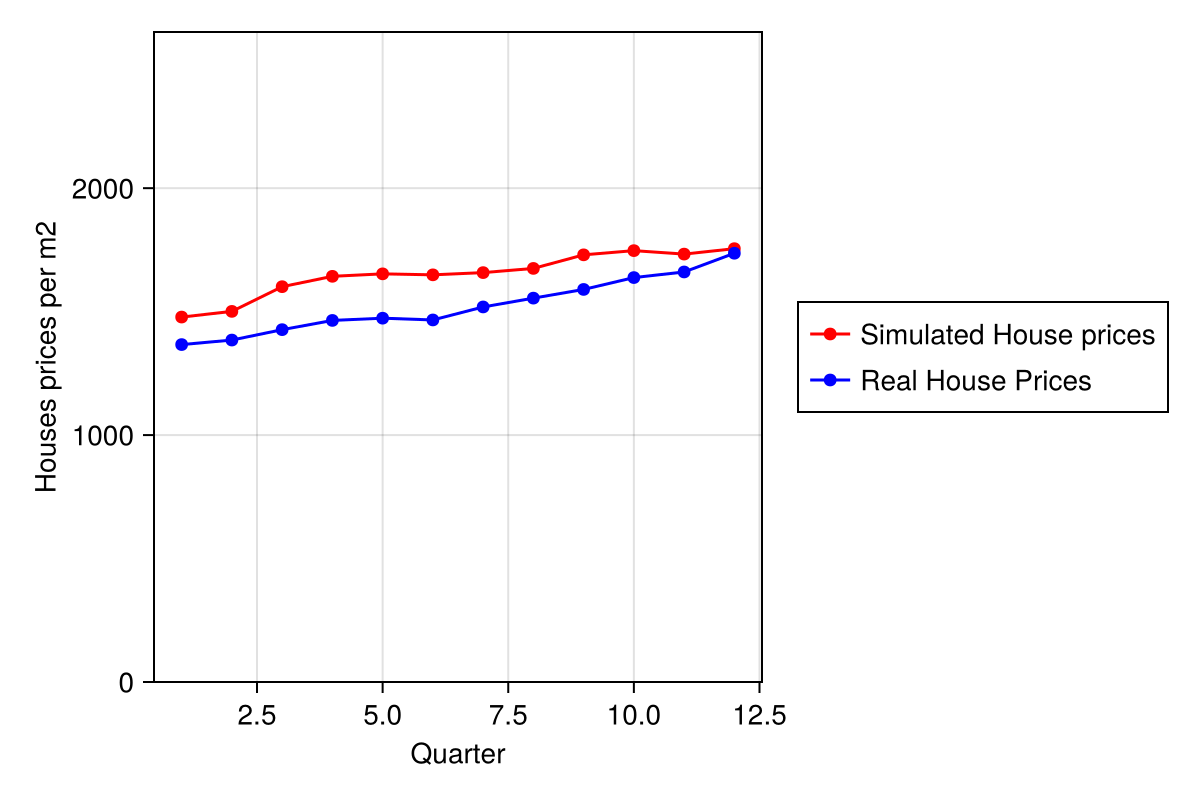 Houses prices per m2
2000
1000
0
2.5 5.0 7.5 10.0 12.5
Quarter
Simulated House prices
Real House Prices